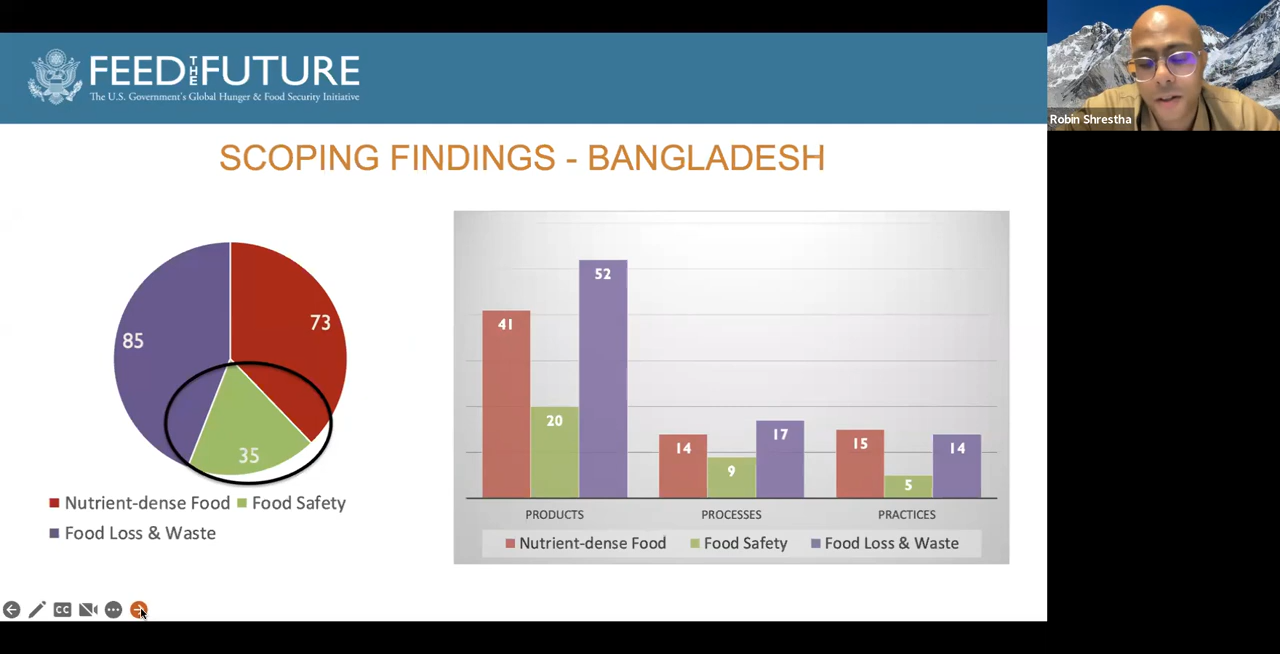 FEED THE FUTURE
The U.S. Government's Global Hunger & Food Security Initiative
Robin Shrestha
SCOPING FINDINGS - BANGLADESH
85
73
35
Nutrient-dense Food Food Safety
Food Loss & Waste
41
20
52
14
9
17
15
5
14
PRODUCTS PROCESSES PRACTICES
Nutrient-dense Food Food Safety Food Loss & Waste
CC